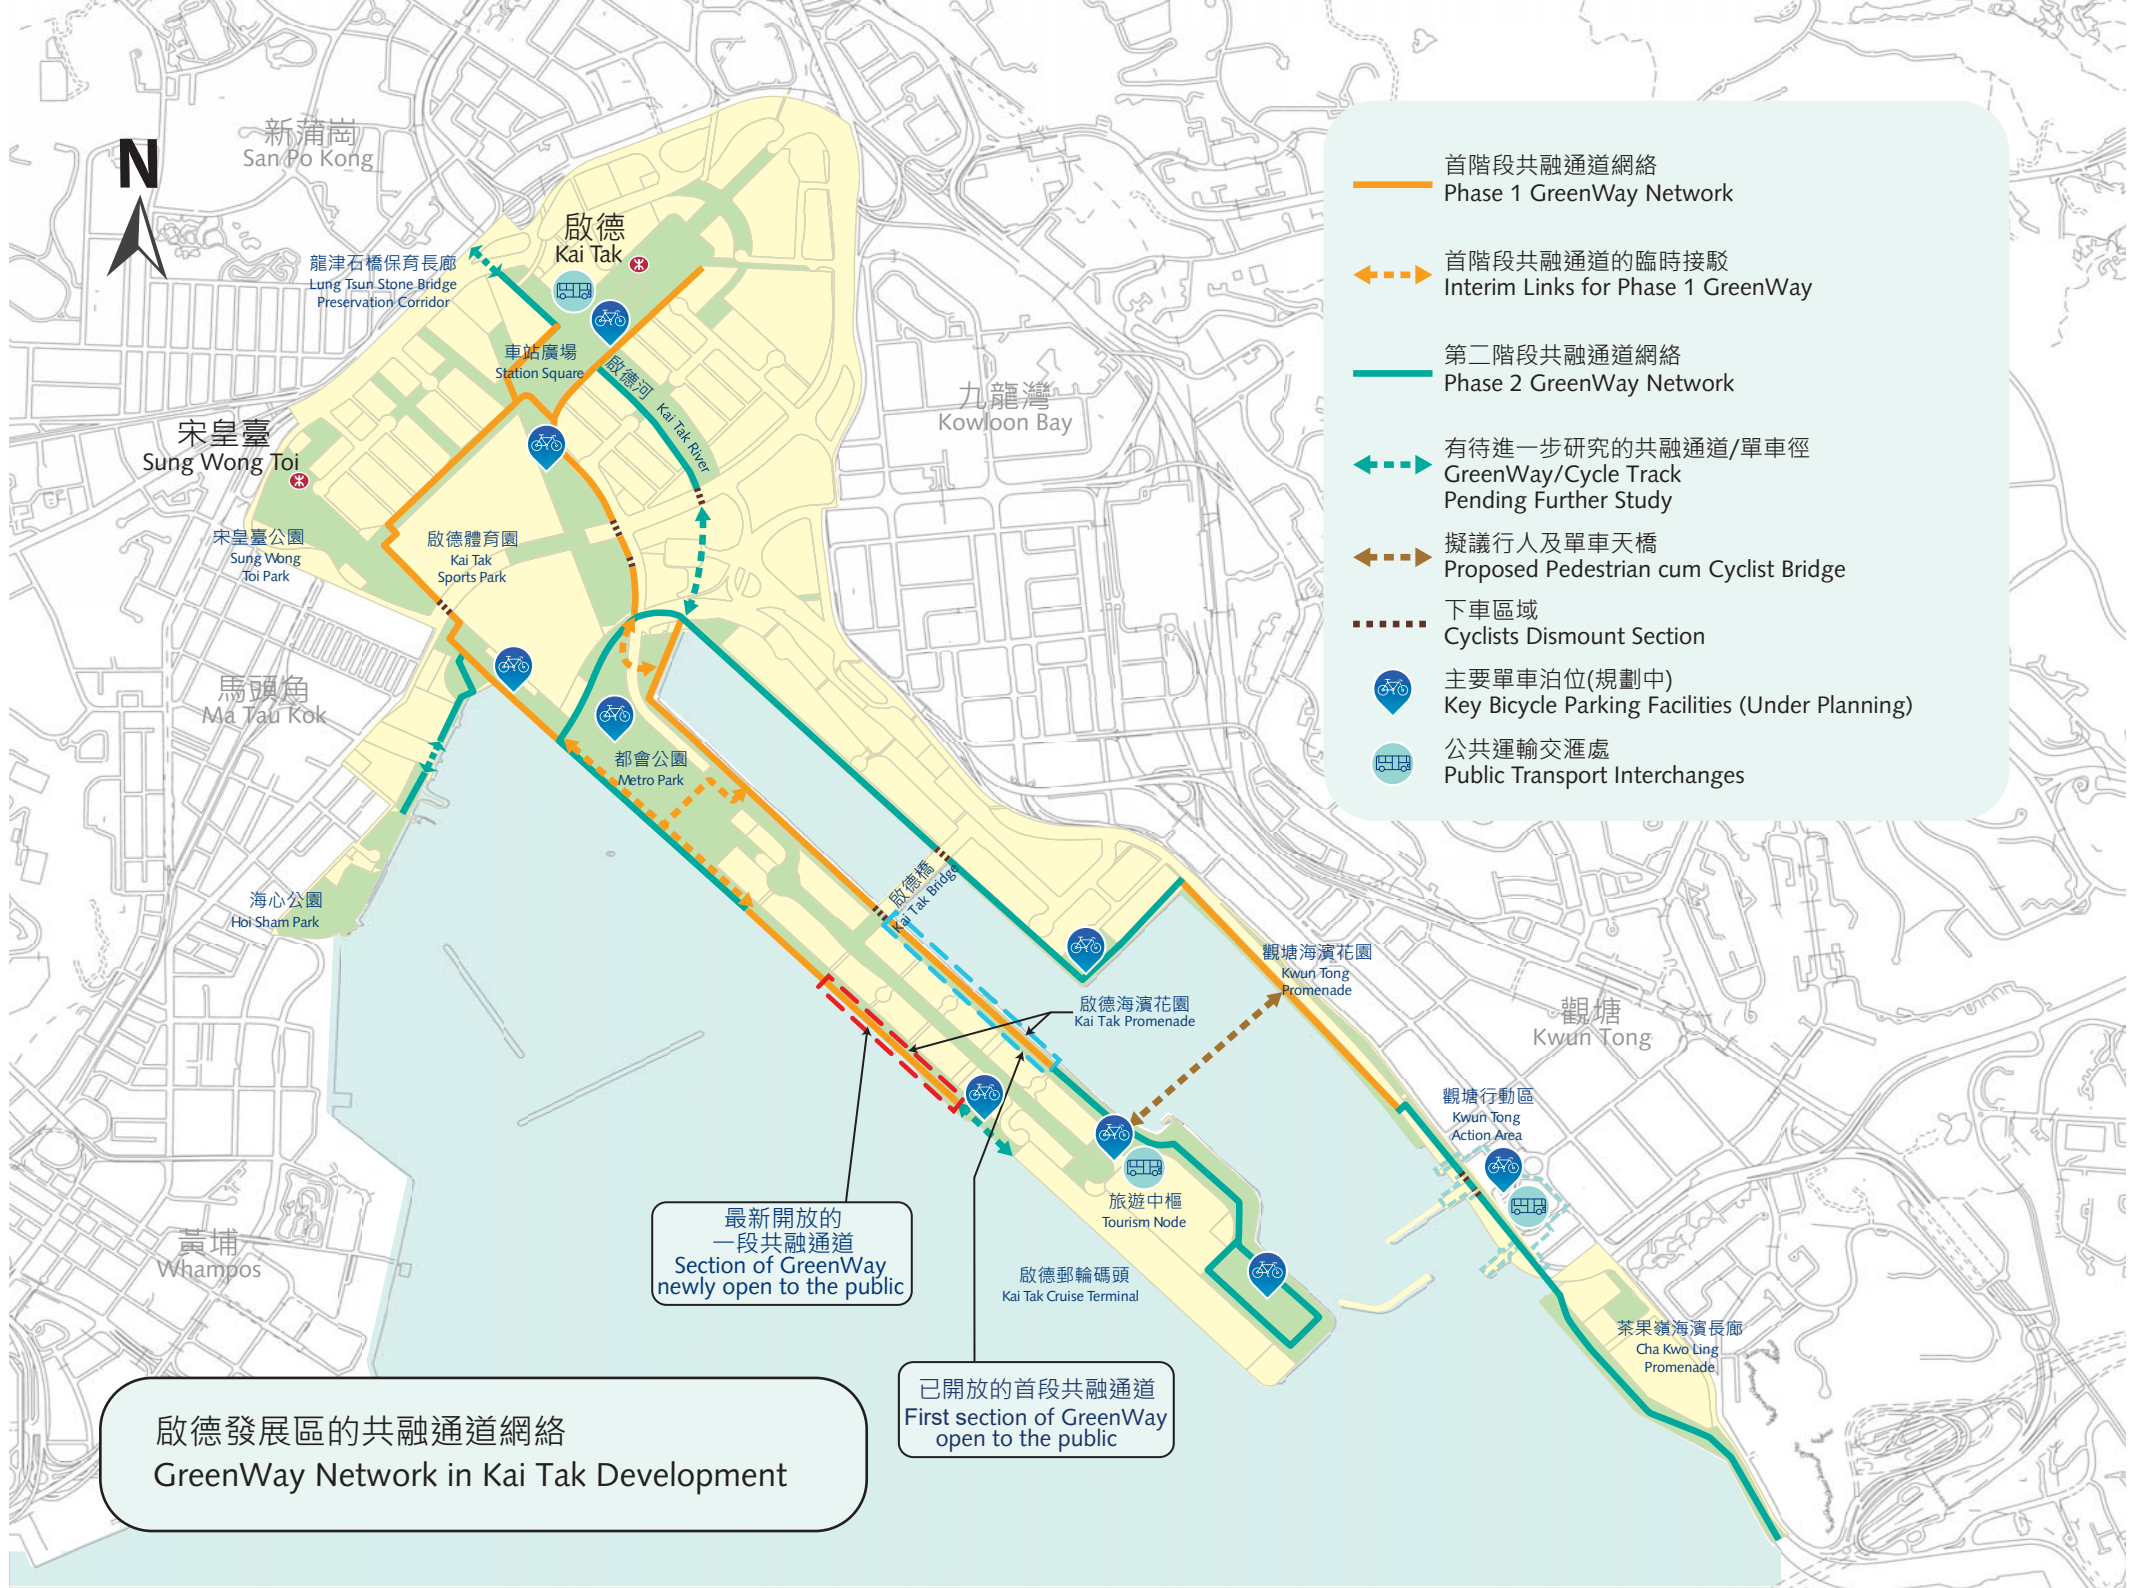 N
新蒲崗
San Po Kong
啟德
Kai Tak
龍津石橋保育長廊
Lung Tsun Stone Bridge
Preservation Corridor
車站廣場
Station Square
啟德河 Kai Tak River
九龍灣
Kowloon Bay
宋皇臺
Sung Wong Toi
宋皇臺公園
Sung Wong
Toi Park
啟德體育園
Kai Tak
Sports Park
馬頭角
Ma Tau Kok
都會公園
Metro Park
海心公園
Hoi Sham Park
啟德橋
Kai Tak Bridge
觀塘海濱花園
Kwun Tong
Promenade
啟德海濱花園
Kai Tak Promenade
觀塘
Kwun Tong
觀塘行動區
Kwun Tong
Action Area
旅遊中樞
Tourism Node
啟德郵輪碼頭
Kai Tak Cruise Terminal
茶果嶺海濱長廊
Cha Kwo Ling
Promenade
黃埔
Whampos
最新開放的
一段共融通道
Section of GreenWay
newly open to the public
已開放的首段共融通道
First section of GreenWay
open to the public
首階段共融通道網絡
Phase 1 GreenWay Network
首階段共融通道的臨時接駁
Interim Links for Phase 1 GreenWay
第二階段共融通道網絡
Phase 2 GreenWay Network
有待進一步研究的共融通道/單車徑
GreenWay/Cycle Track
Pending Further Study
擬議行人及單車天橋
Proposed Pedestrian cum Cyclist Bridge
下車區域
Cyclists Dismount Section
主要單車泊位(規劃中)
Key Bicycle Parking Facilities (Under Planning)
公共運輸交滙處
Public Transport Interchanges
啟德發展區的共融通道網絡
GreenWay Network in Kai Tak Development